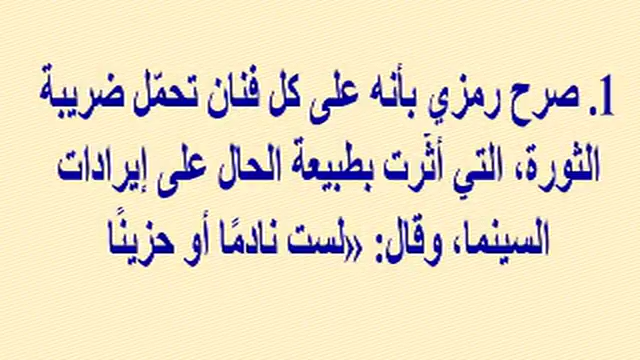 1. صرح رمزي بأنه على كل فنان تحمّل ضريبة
الثورة، التي أثّرت بطبيعة الحال على إيرادات
السينما، وقال: «لست نادمًا أو حزينًا